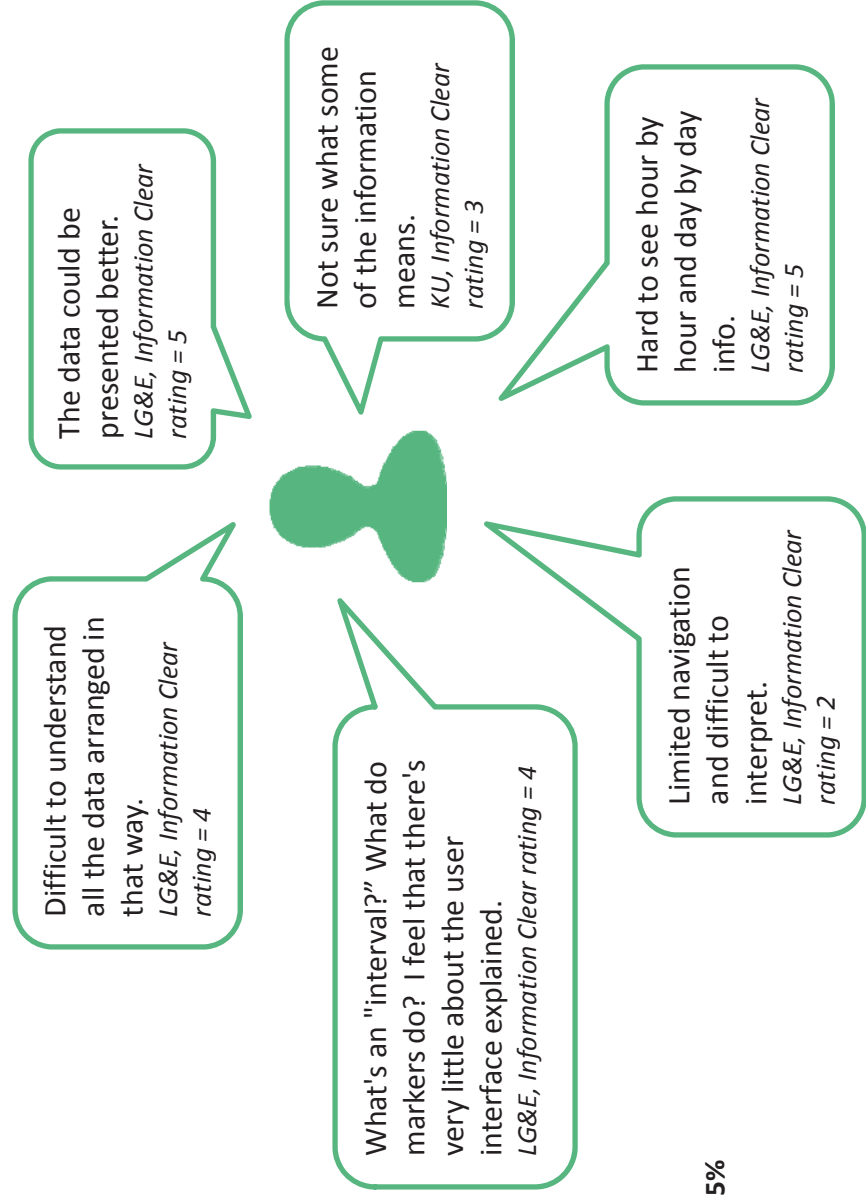 Difficult to understand
all the data arranged in
that way.
LG&E, Information Clear
rating = 4
The data could be
presented better.
LG&E, Information Clear
rating = 5
What's an "interval?” What do
markers do?  I feel that there's
very little about the user
interface explained.
LG&E, Information Clear rating = 4
Not sure what some
of the information
means.
KU, Information Clear
rating = 3
Limited navigation
and difficult to
interpret.
LG&E, Information Clear
rating = 2
Hard to see hour by
hour and day by day
info.
LG&E, Information Clear
rating = 5
5%